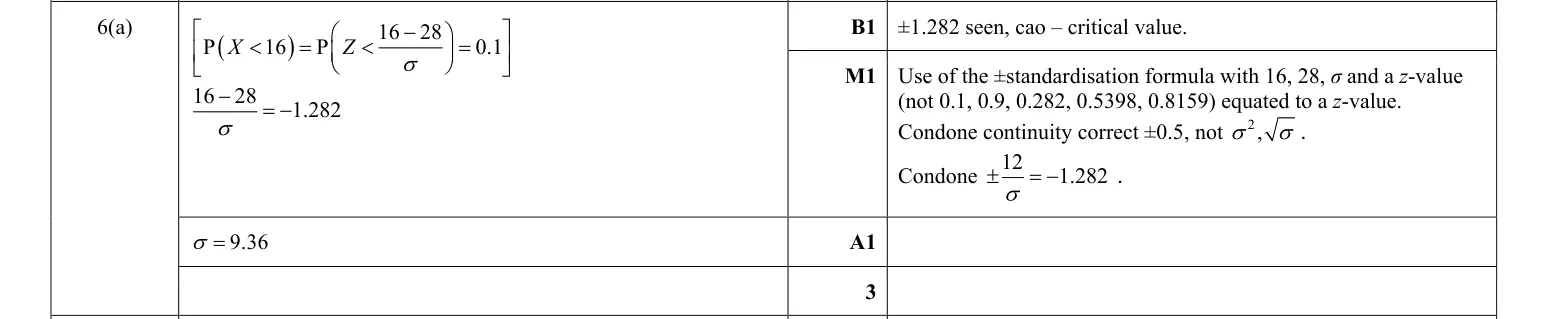 6(a)
[P(X < 16) = P(Z < (16 − 28)/σ) = 0.1]
B1
±1.282 seen, cao – critical value.
(16 − 28)/σ = −1.282
M1
Use of the ±standardisation formula with 16, 28, σ and a z-value
(not 0.1, 0.9, 0.282, 0.5398, 0.8159) equated to a z-value.
Condone continuity correct ±0.5, not σ², √σ .
Condone ±12/σ = −1.282 .
σ = 9.36
A1
3